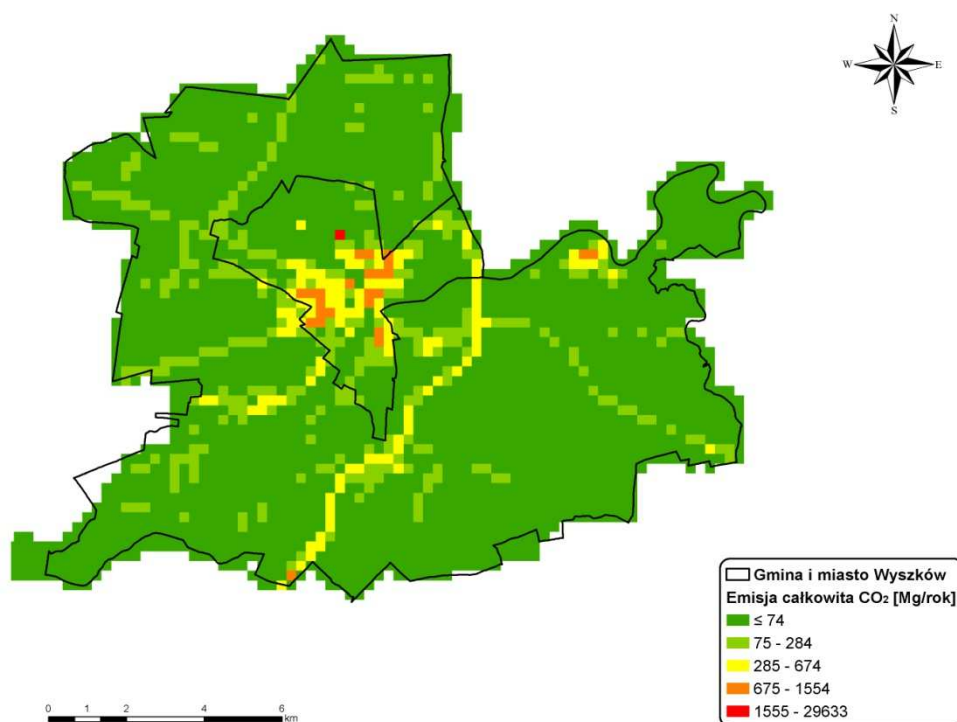 N
W
E
S
Gmina i miasto Wyszków
Emisja całkowita CO₂ [Mg/rok]
≤ 74
75 - 284
285 - 674
675 - 1554
1555 - 29633
0 1 2 4 6
km